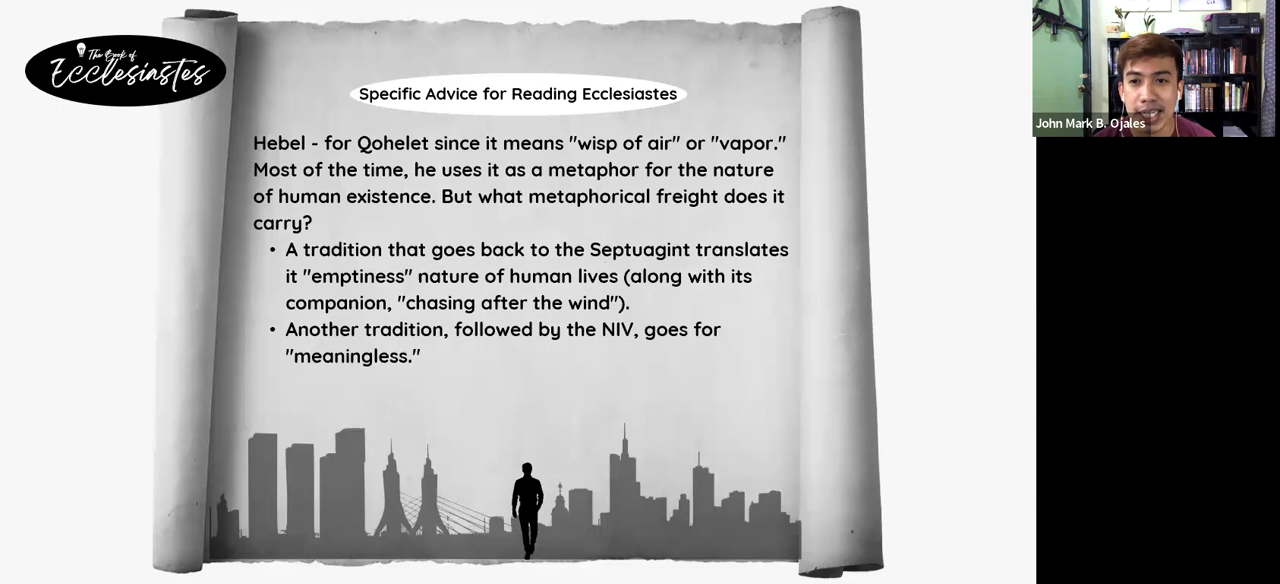 The Book of
Ecclesiastes
Specific Advice for Reading Ecclesiastes
Hebel - for Qohelet since it means "wisp of air" or "vapor."
Most of the time, he uses it as a metaphor for the nature
of human existence. But what metaphorical freight does it
carry?
• A tradition that goes back to the Septuagint translates
it "emptiness" nature of human lives (along with its
companion, "chasing after the wind").
• Another tradition, followed by the NIV, goes for
"meaningless."
John Mark B. Ojales